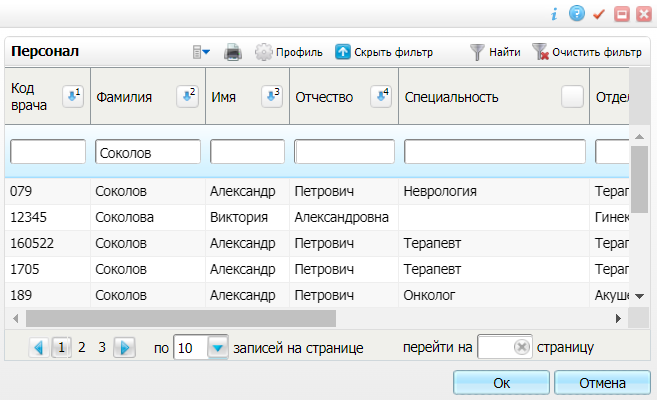 Персонал Профиль Скрыть фильтр Найти Очистить фильтр
Код врача 1 Фамилия 2 Имя 3 Отчество 4 Специальность Отдел
Соколов
079 Соколов Александр Петрович Неврология Терап
12345 Соколова Виктория Александровна Гинек
160522 Соколов Александр Петрович Терапевт Терап
1705 Соколов Александр Петрович Терапевт Терап
189 Соколов Александр Петрович Онколог Акуше
1 2 3 по 10 записей на странице перейти на страницу
Ок Отмена